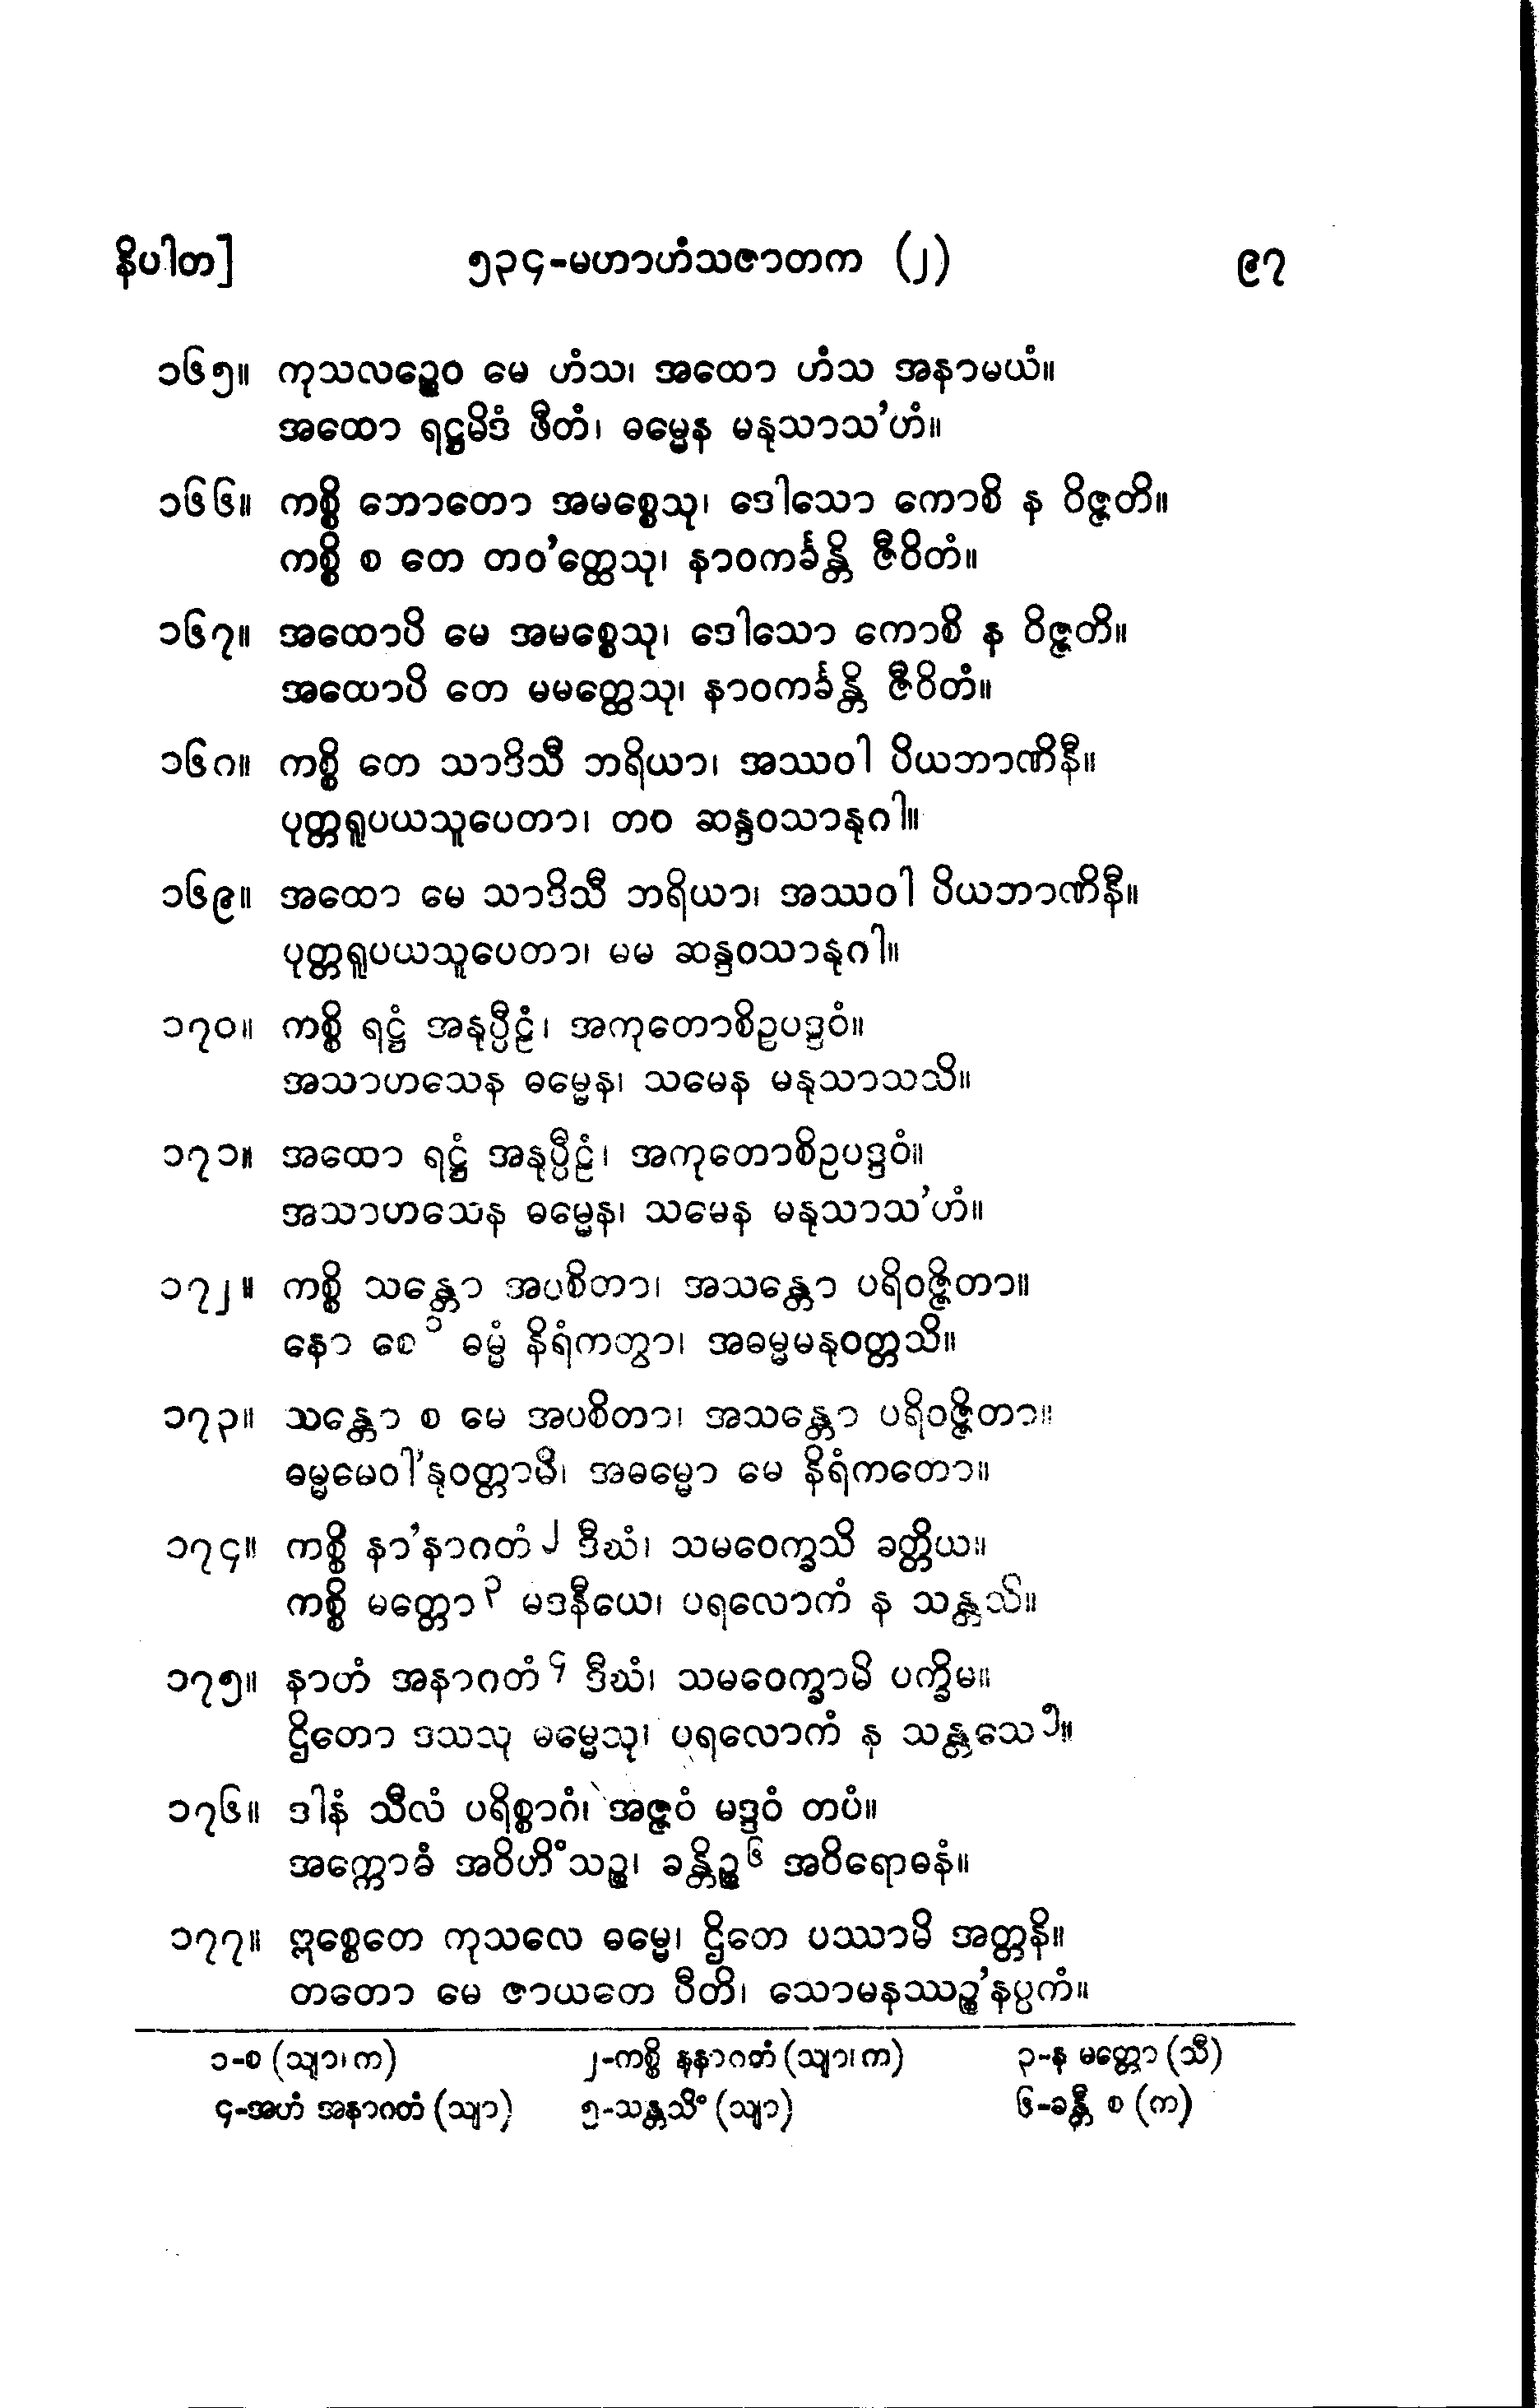 နိပါတ] ၅၃၄-မဟာဟံသဇာတက (၂) ၉၇
၁၆၅။ ကုသလဉ္စေဝ မေ ဟံသ၊ အထော ဟံသ အနာမယံ။
အထော ရဋ္ဌမိဒံ ဖီတံ၊ ဓမ္မေန မနုသာသ’ဟံ။
၁၆၆။ ကစ္စိ ဘောတော အမစ္စေသု၊ ဒေါသော ကောစိ န ဝိဇ္ဇတိ။
ကစ္စိ စ တေ တဝ’တ္ထေသု၊ နာဝကင်္ခန္တိ ဇီဝိတံ။
၁၆၇။ အထောပိ မေ အမစ္စေသု၊ ဒေါသော ကောစိ န ဝိဇ္ဇတိ။
အထောပိ တေ မမတ္ထေသု၊ နာဝကင်္ခန္တိ ဇီဝိတံ။
၁၆၈။ ကစ္စိ တေ သာဒိသီ ဘရိယာ၊ အဿဝါ ပိယဘာဏိနီ။
ပုတ္တရူပယသူပေတာ၊ တဝ ဆန္ဒဝသာနုဂါ။
၁၆၉။ အထော မေ သာဒိသီ ဘရိယာ၊ အဿဝါ ပိယဘာဏိနီ။
ပုတ္တရူပယသူပေတာ၊ မမ ဆန္ဒဝသာနုဂါ။
၁၇၀။ ကစ္စိ ရဋ္ဌံ အနုပ္ပီဠံ၊ အကုတောစိဥပဒ္ဒဝံ။
အသာဟသေန ဓမ္မေန၊ သမေန မနုသာသသိ။
၁၇၁။ အထော ရဋ္ဌံ အနုပ္ပီဠံ၊ အကုတောစိဥပဒ္ဒဝံ။
အသာဟသေန ဓမ္မေန၊ သမေန မနုသာသ’ဟံ။
၁၇၂။ ကစ္စိ သန္တော အပစိတာ၊ အသန္တော ပရိဝဇ္ဇိတာ။
နော စေ ၁ ဓမ္မံ နိရံကတွာ၊ အဓမ္မမနုဝတ္တသိ။
၁၇၃။ သန္တော စ မေ အပစိတာ၊ အသန္တော ပရိဝဇ္ဇိတာ။
ဓမ္မမေဝါ’နုဝတ္တာမိ၊ အဓမ္မော မေ နိရံကတော။
၁၇၄။ ကစ္စိ နာ’နာဂတံ ၂ ဒီဃံ၊ သမဝေက္ခသိ ခတ္တိယ။
ကစ္စိ မတ္တော ၃ မဒနီယေ၊ ပရလောကံ န သန္တသိ။
၁၇၅။ နာဟံ အနာဂတံ ၄ ဒီဃံ၊ သမဝေက္ခာမိ ပက္ခိမ။
ဌိတော ဒသသု ဓမ္မေသု၊ ပရလောကံ န သန္တသေ ၅။
၁၇၆။ ဒါနံ သီလံ ပရိစ္စာဂံ၊ အဇ္ဇဝံ မဒ္ဒဝံ တပံ။
အက္ကောဓံ အဝိဟိံသဉ္စ၊ ခန္တိဉ္စ ၆ အဝိရောဓနံ။
၁၇၇။ ဣစ္စေတေ ကုသလေ ဓမ္မေ၊ ဌိတေ ပဿာမိ အတ္တနိ။
တတော မေ ဇာယတေ ပီတိ၊ သောမနဿဉ္စ’နပ္ပကံ။
၁-စ (သျာ၊က) ၂-ကစ္စိ နနာဂတံ (သျာ၊က) ၃-န မတ္တော (သီ)
၄-အဟံ အနာဂတံ (သျာ) ၅-သန္တသိံ (သျာ) ၆-ခန္တီ စ (က)